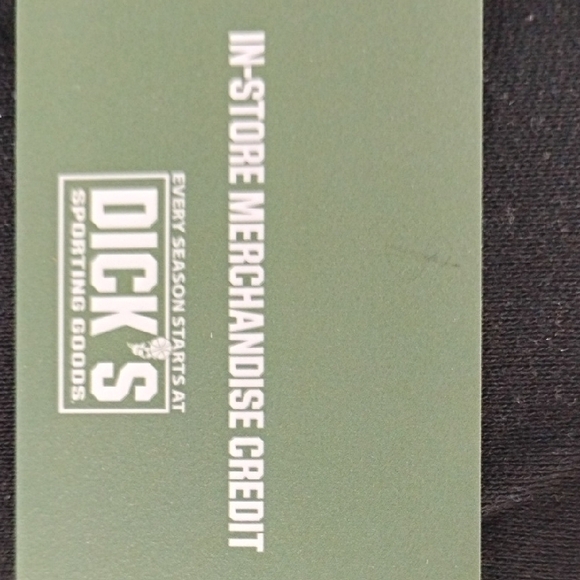 IN-STORE MERCHANDISE CREDIT
EVERY SEASON STARTS AT
DICK'S
SPORTING GOODS.